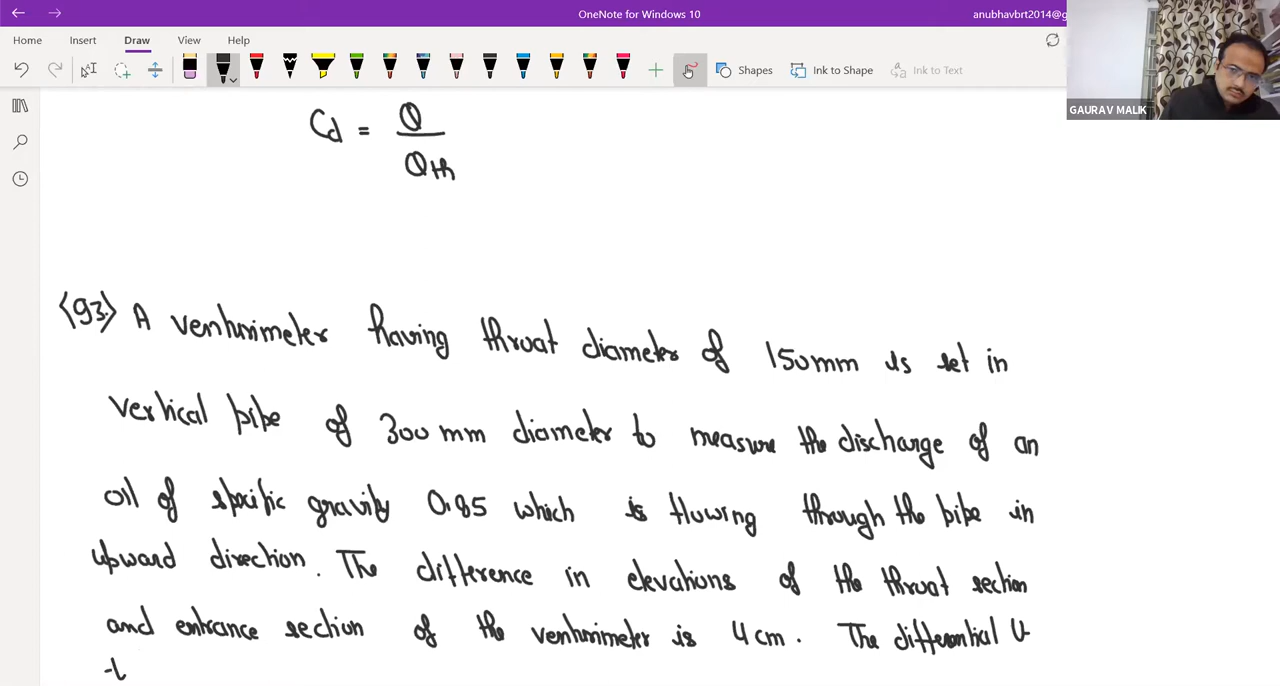 OneNote for Windows 10
anubhavbrt2014@g
Home Insert Draw View Help
Shapes Ink to Shape Ink to Text
GAURAV MALIK
Cd = Q
Qth
<93> A venturimeter having throat diameter of 150mm is set in
vertical pipe of 300 mm diameter to measure the discharge of an
oil of specific gravity 0.85 which is flowing through the pipe in
upward direction. The difference in elevations of the throat section
and entrance section of the venturimeter is 4 cm. The differential U-
t